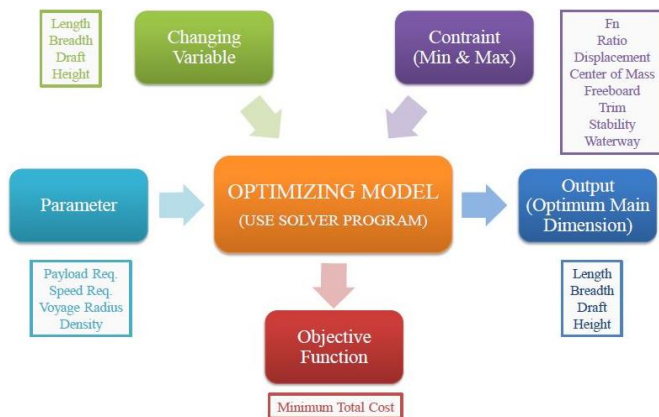 Length
Breadth
Draft
Height
Changing
Variable
Contraint
(Min & Max)
Fn
Ratio
Displacement
Center of Mass
Freeboard
Trim
Stability
Waterway
Parameter
OPTIMIZING MODEL
(USE SOLVER PROGRAM)
Output
(Optimum Main
Dimension)
Payload Req.
Speed Req.
Voyage Radius
Density
Length
Breadth
Draft
Height
Objective
Function
Minimum Total Cost